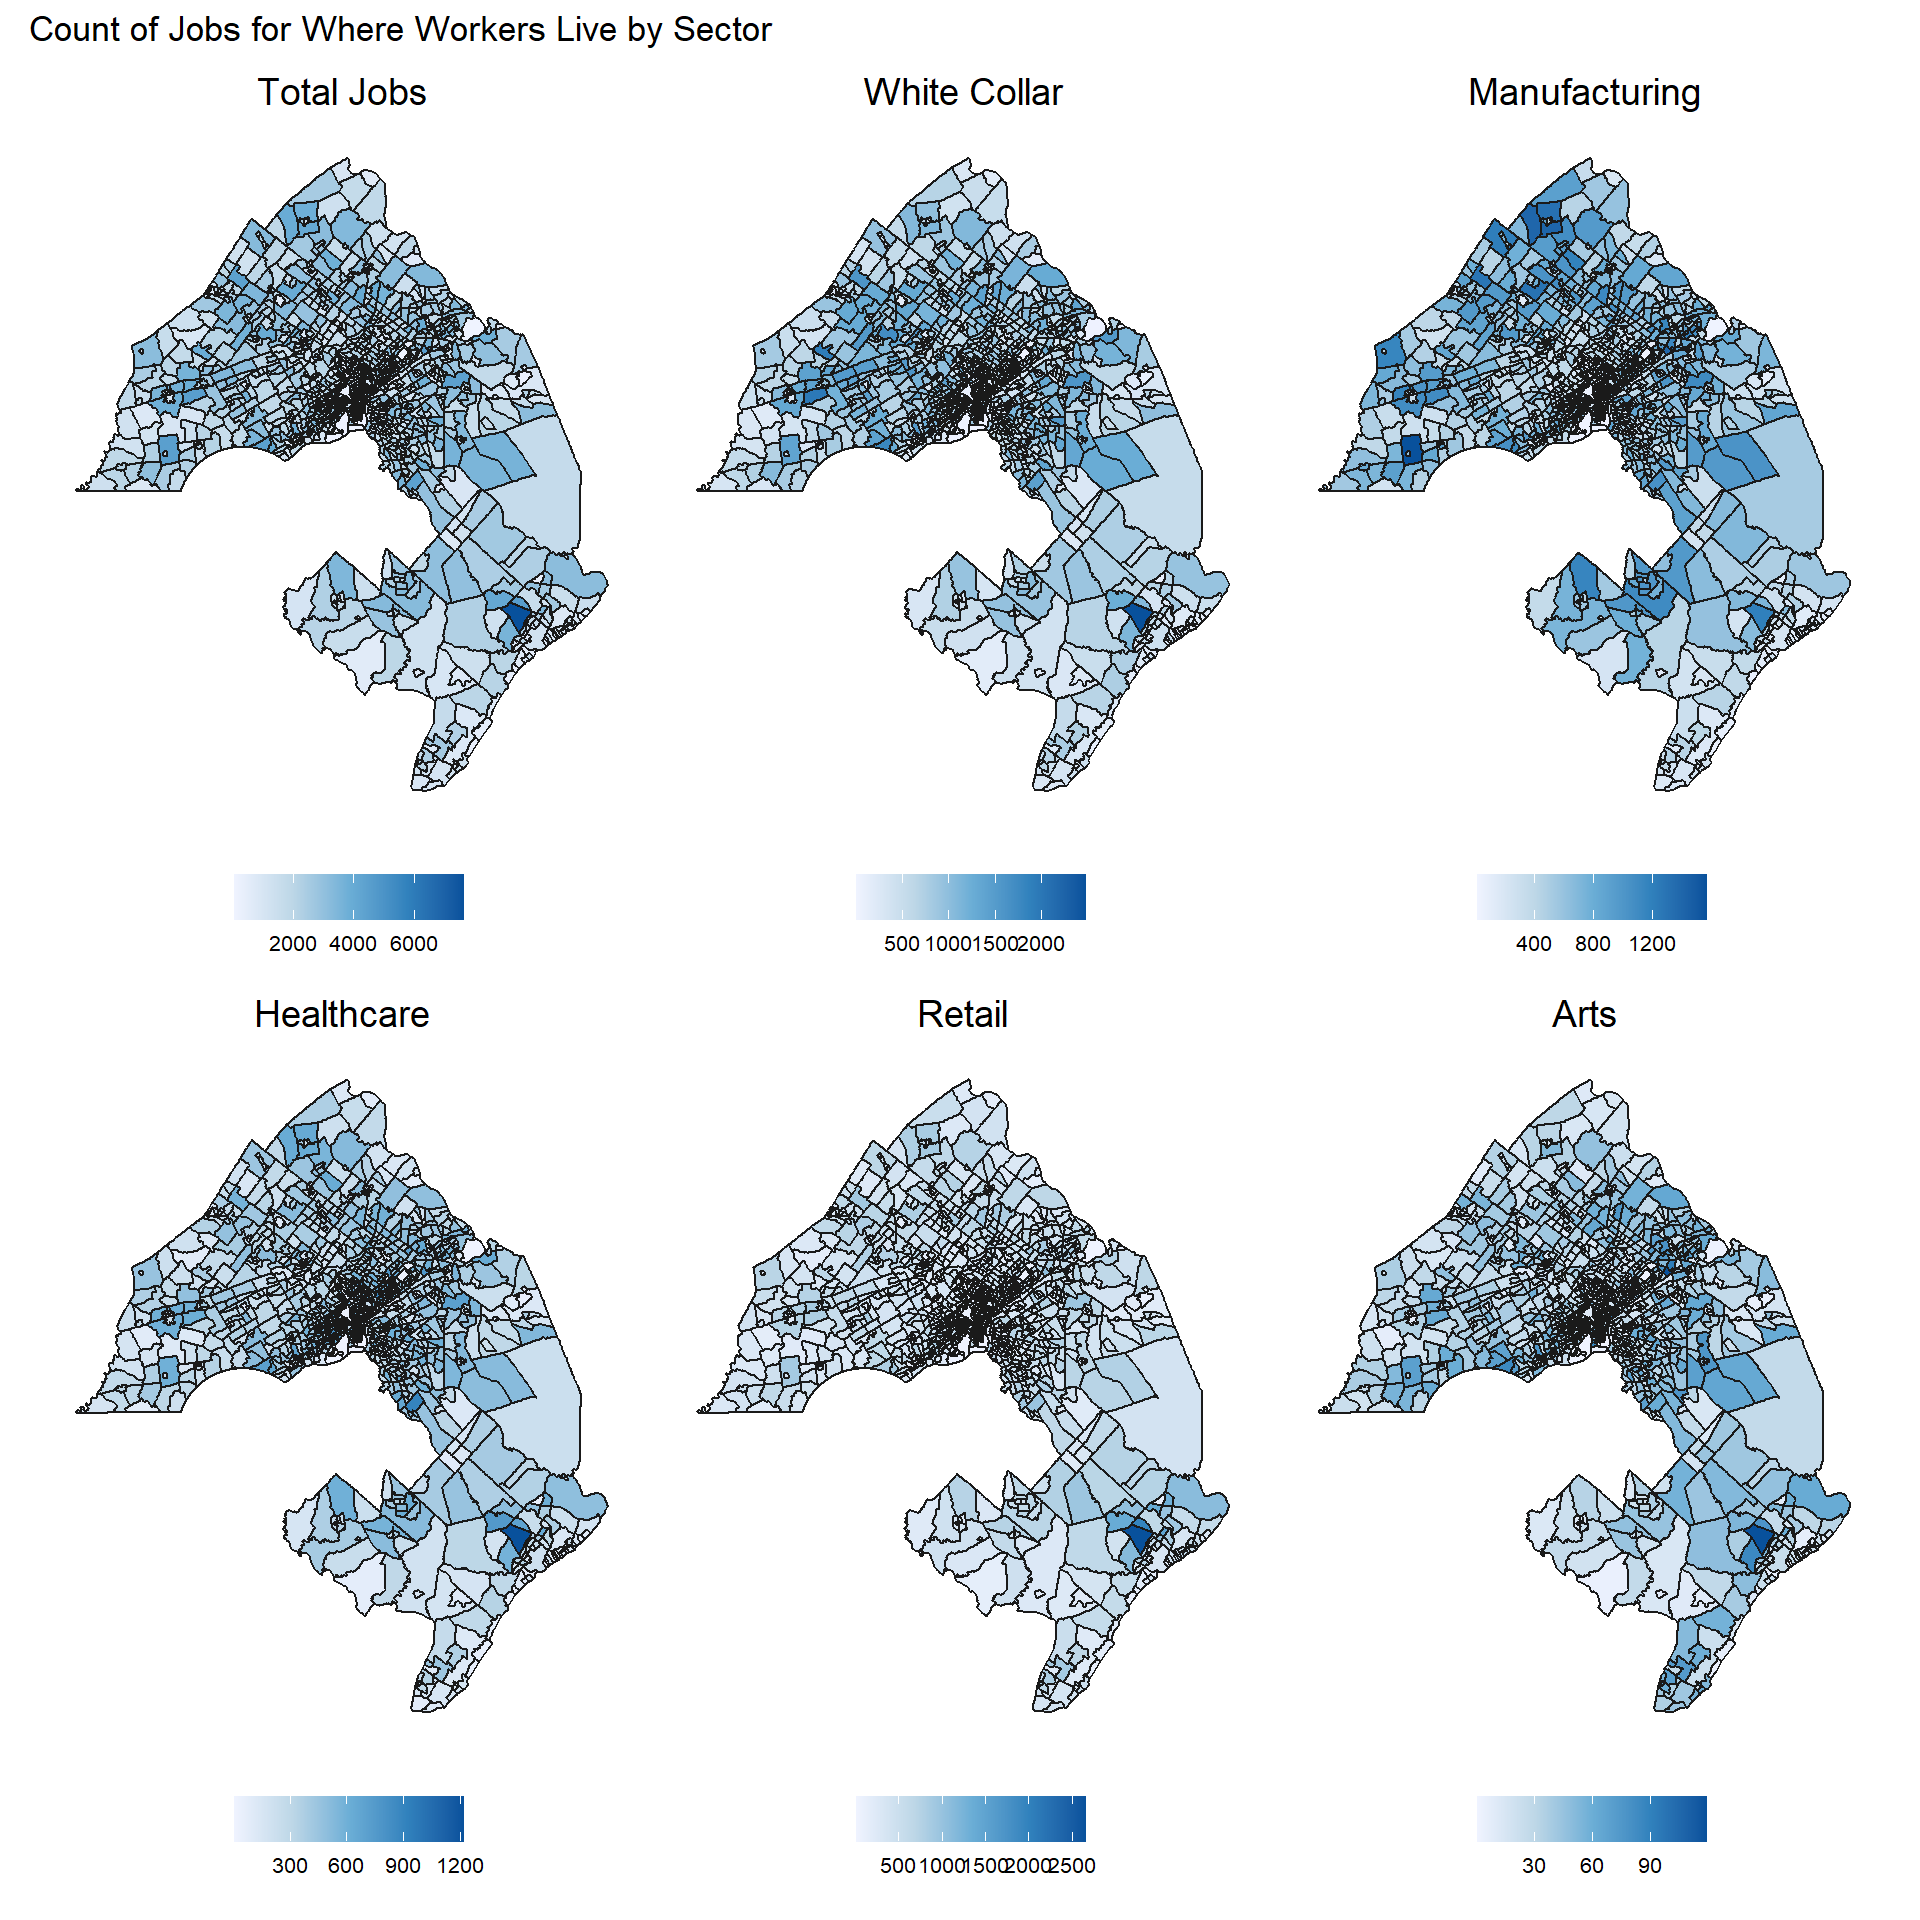 Count of Jobs for Where Workers Live by Sector
Total Jobs
White Collar
Manufacturing
2000 4000 6000
500 1000 1500 2000
400 800 1200
Healthcare
Retail
Arts
300 600 900 1200
500 1000 1500 2000 2500
30 60 90